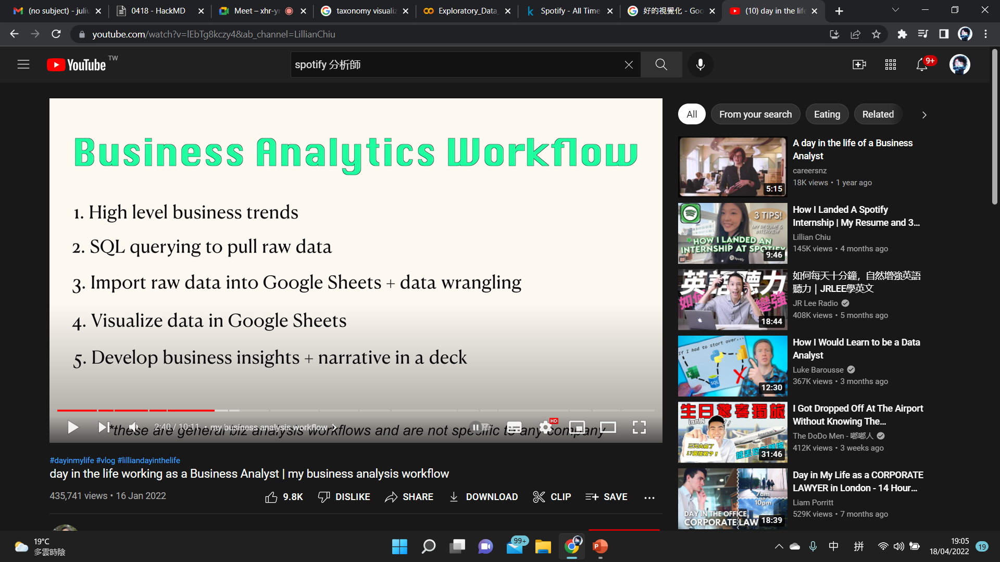 (no subject) - juliu
0418 - HackMD
Meet – xhr-yr
taxonomy visualiz
Exploratory_Data_
Spotify - All Time
好的視覺化 - Goo
(10) day in the life
youtube.com/watch?v=lEbTg8kczy4&ab_channel=LillianChiu
YouTube TW
spotify 分析師
9+
Business Analytics Workflow
1. High level business trends
2. SQL querying to pull raw data
3. Import raw data into Google Sheets + data wrangling
4. Visualize data in Google Sheets
5. Develop business insights + narrative in a deck
*these are general biz analysis workflows and are not specific to any company
2:40 / 10:11 • my business analysis workflow
HD
#dayinmylife #vlog #lilliandayinthelife
day in the life working as a Business Analyst | my business analysis workflow
435,741 views • 16 Jan 2022
9.8K
DISLIKE
SHARE
DOWNLOAD
CLIP
SAVE
All
From your search
Eating
Related
5:15
A day in the life of a Business
Analyst
careersnz
18K views • 1 year ago
3 TIPS!
MY RESUME &
INTERVIEW
HOW I LANDED AN
INTERNSHIP AT SPOTIFY
Spotify
9:46
How I Landed A Spotify
Internship | My Resume and 3...
Lillian Chiu
145K views • 4 months ago
英語聽力
如何
變強
18:44
如何每天十分鐘，自然增強英語
聽力 | JRLEE學英文
JR Lee Radio
408K views • 5 months ago
If I had to start over...
SQL
12:30
How I Would Learn to be a Data
Analyst
Luke Barousse
367K views • 3 months ago
生日驚喜獨旅
Ian的
American
31:46
I Got Dropped Off At The Airport
Without Knowing The...
The DoDo Men - 嘟嘟人
412K views • 3 weeks ago
7am
10pm
DAY IN THE OFFICE,
CORPORATE LAW
18:39
Day in My Life as a CORPORATE
LAWYER in London - 14 Hour...
Liam Porritt
529K views • 7 months ago
19°C
多雲時陰
99+
中
拼
19:05
18/04/2022
19